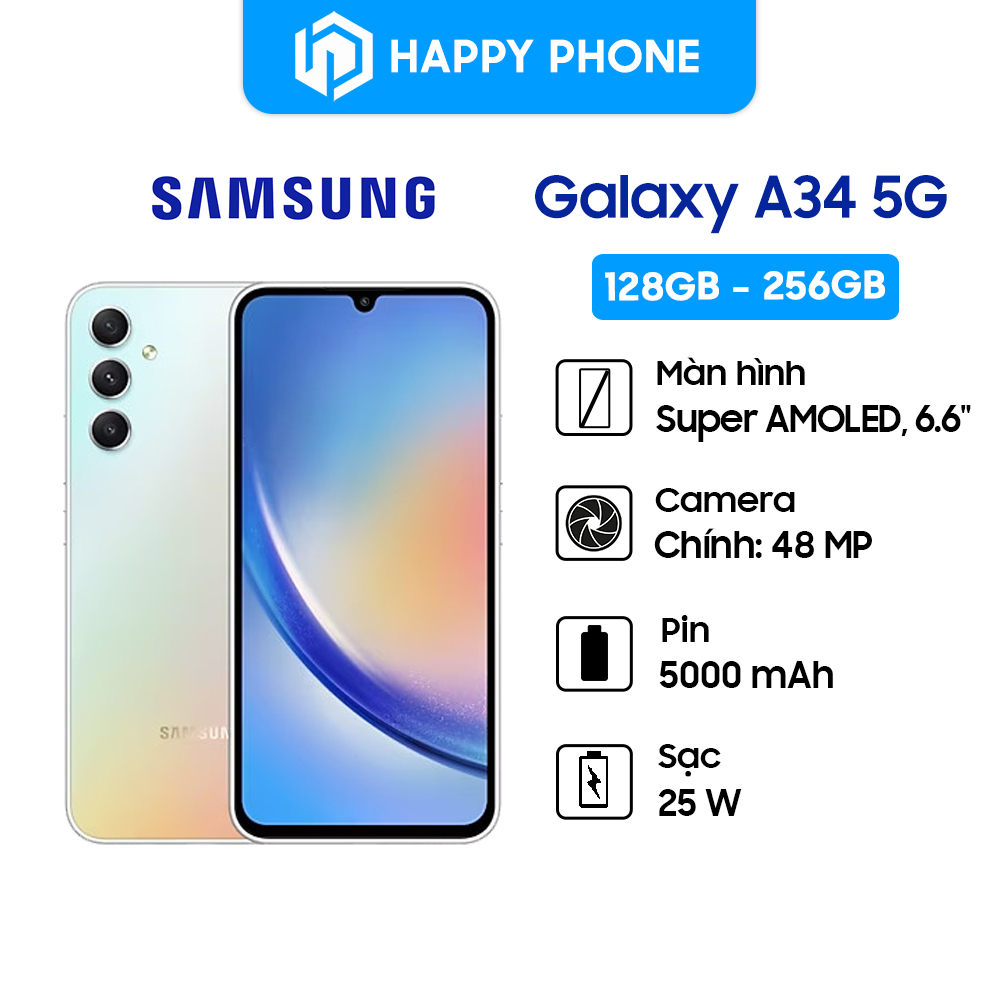 HAPPY PHONE
SAMSUNG
Galaxy A34 5G
128GB - 256GB
Màn hình
Super AMOLED, 6.6"
Camera
Chính: 48 MP
Pin
5000 mAh
Sạc
25 W
SAMSUN